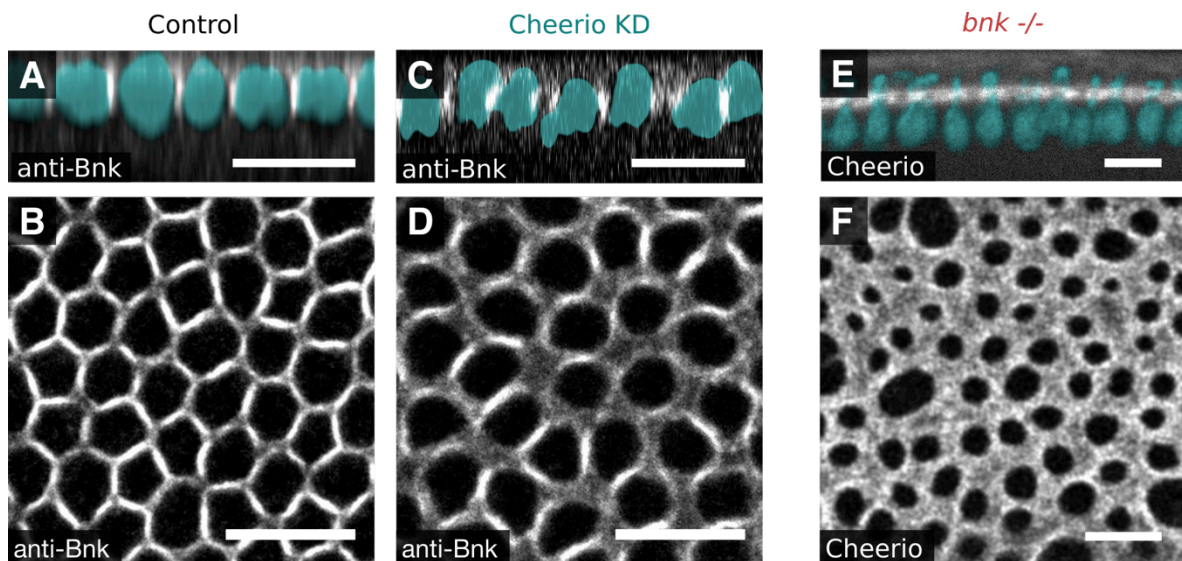 Control
Cheerio KD
bnk -/-
A
anti-Bnk
C
anti-Bnk
E
Cheerio
B
anti-Bnk
D
anti-Bnk
F
Cheerio